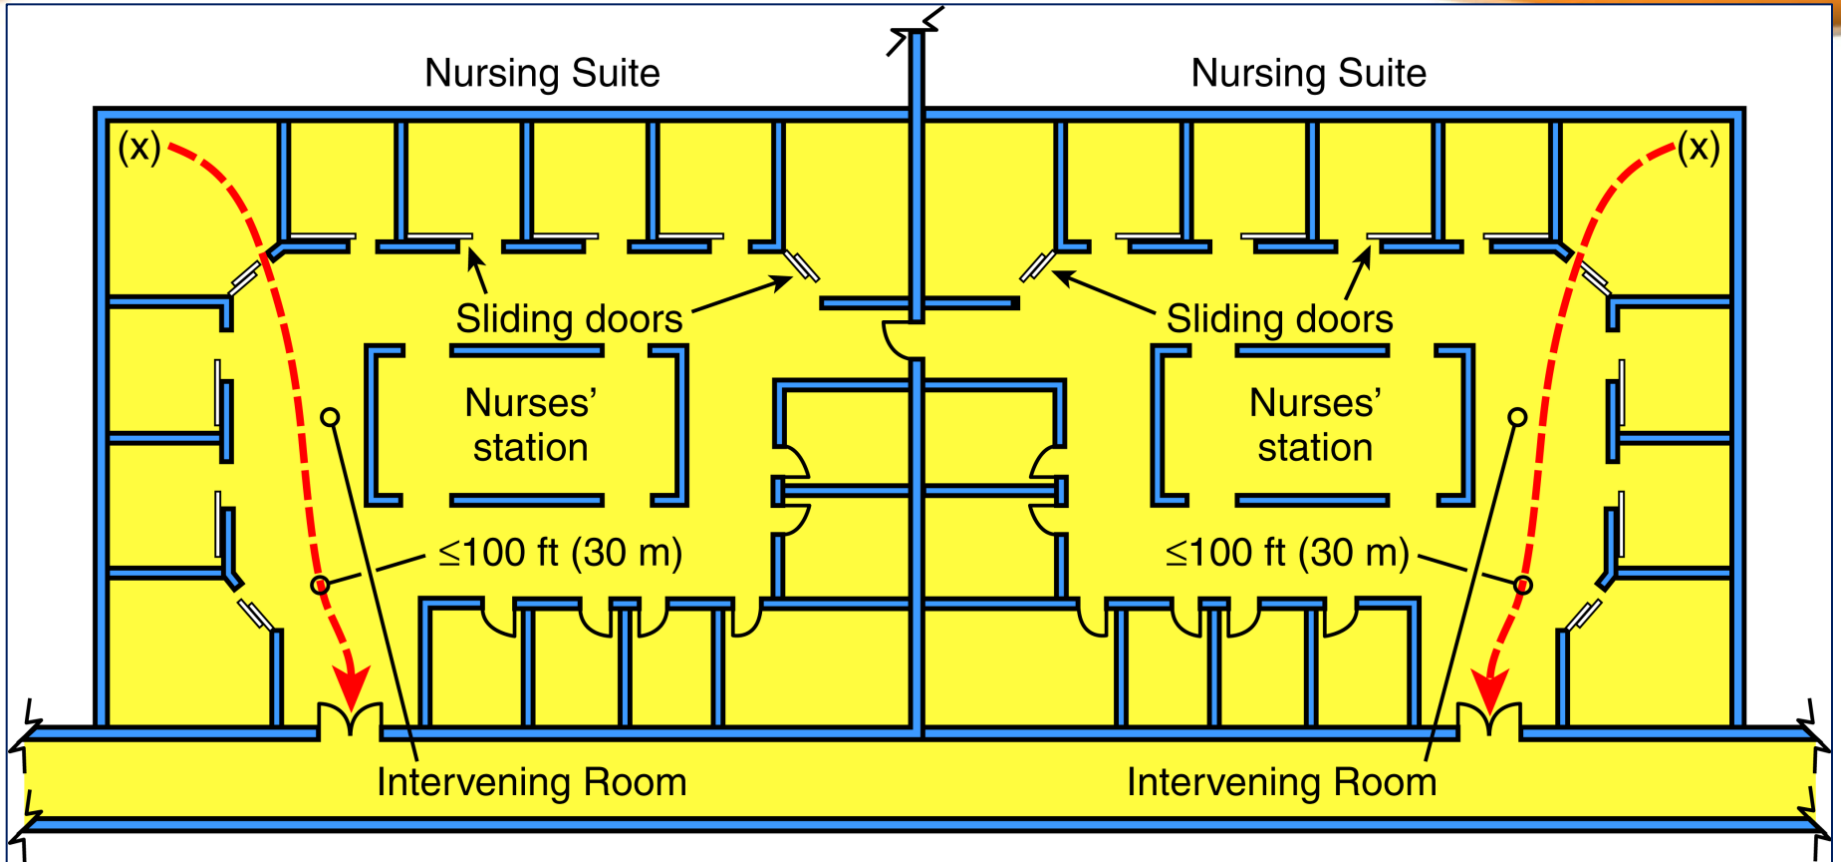 Nursing Suite
Nursing Suite
(x)
(x)
Sliding doors
Sliding doors
Nurses’
station
Nurses’
station
≤100 ft (30 m)
≤100 ft (30 m)
Intervening Room
Intervening Room